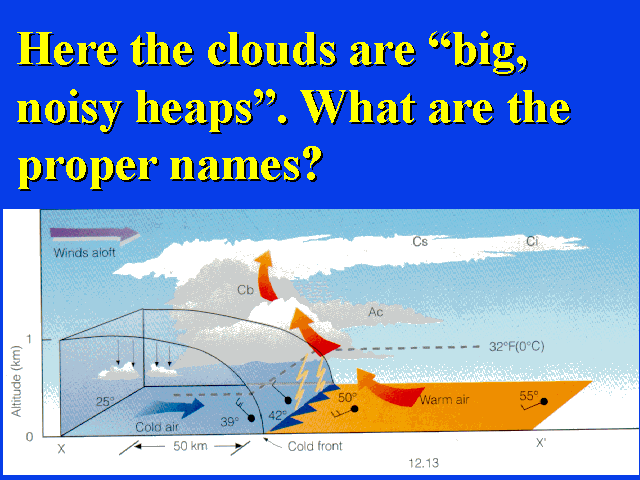 Here the clouds are “big,
noisy heaps”. What are the
proper names?
Winds aloft
Cs
Ci
Cb
Ac
1
32°F(0°C)
Altitude (km)
25°
50°
Warm air
55°
Cold air
39°
42°
0
X
50 km
Cold front
X'
12.13